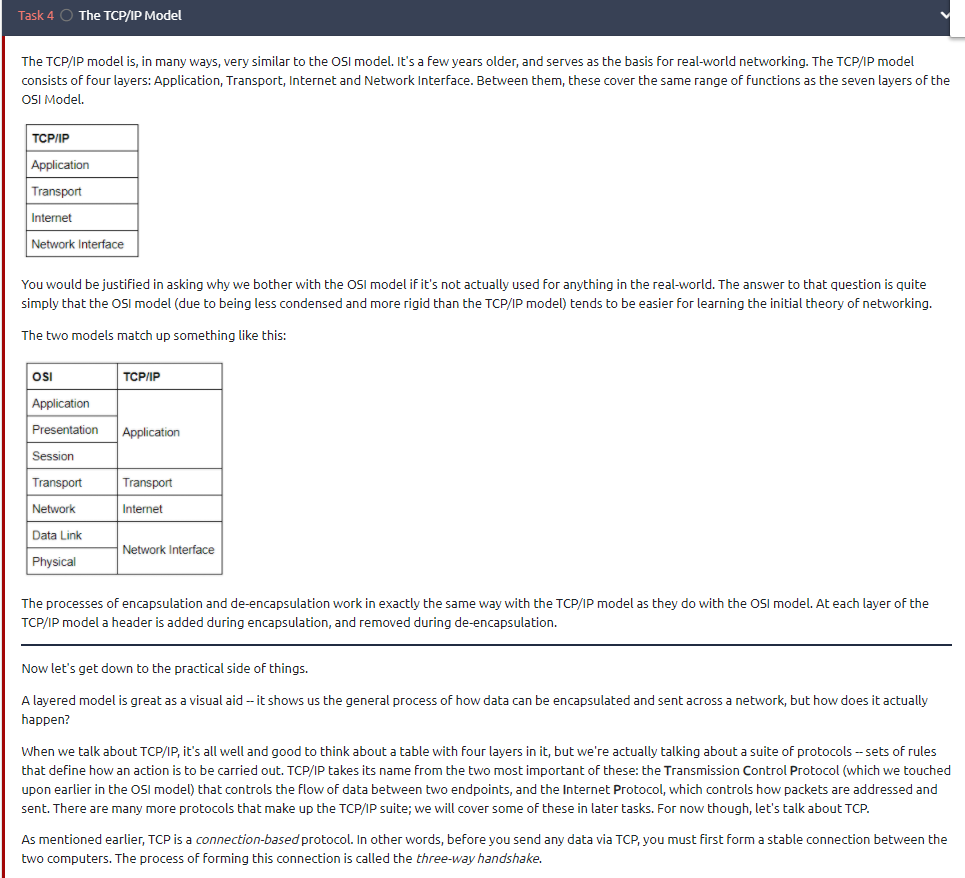 Task 4 The TCP/IP Model
The TCP/IP model is, in many ways, very similar to the OSI model. It's a few years older, and serves as the basis for real-world networking. The TCP/IP model
consists of four layers: Application, Transport, Internet and Network Interface. Between them, these cover the same range of functions as the seven layers of the
OSI Model.
TCP/IP
Application
Transport
Internet
Network Interface
You would be justified in asking why we bother with the OSI model if it's not actually used for anything in the real-world. The answer to that question is quite
simply that the OSI model (due to being less condensed and more rigid than the TCP/IP model) tends to be easier for learning the initial theory of networking.
The two models match up something like this:
OSI TCP/IP
Application
Presentation Application
Session
Transport Transport
Network Internet
Data Link
Network Interface
Physical
The processes of encapsulation and de-encapsulation work in exactly the same way with the TCP/IP model as they do with the OSI model. At each layer of the
TCP/IP model a header is added during encapsulation, and removed during de-encapsulation.
Now let's get down to the practical side of things.
A layered model is great as a visual aid -- it shows us the general process of how data can be encapsulated and sent across a network, but how does it actually
happen?
When we talk about TCP/IP, it's all well and good to think about a table with four layers in it, but we're actually talking about a suite of protocols -- sets of rules
that define how an action is to be carried out. TCP/IP takes its name from the two most important of these: the Transmission Control Protocol (which we touched
upon earlier in the OSI model) that controls the flow of data between two endpoints, and the Internet Protocol, which controls how packets are addressed and
sent. There are many more protocols that make up the TCP/IP suite; we will cover some of these in later tasks. For now though, let's talk about TCP.
As mentioned earlier, TCP is a connection-based protocol. In other words, before you send any data via TCP, you must first form a stable connection between the
two computers. The process of forming this connection is called the three-way handshake.